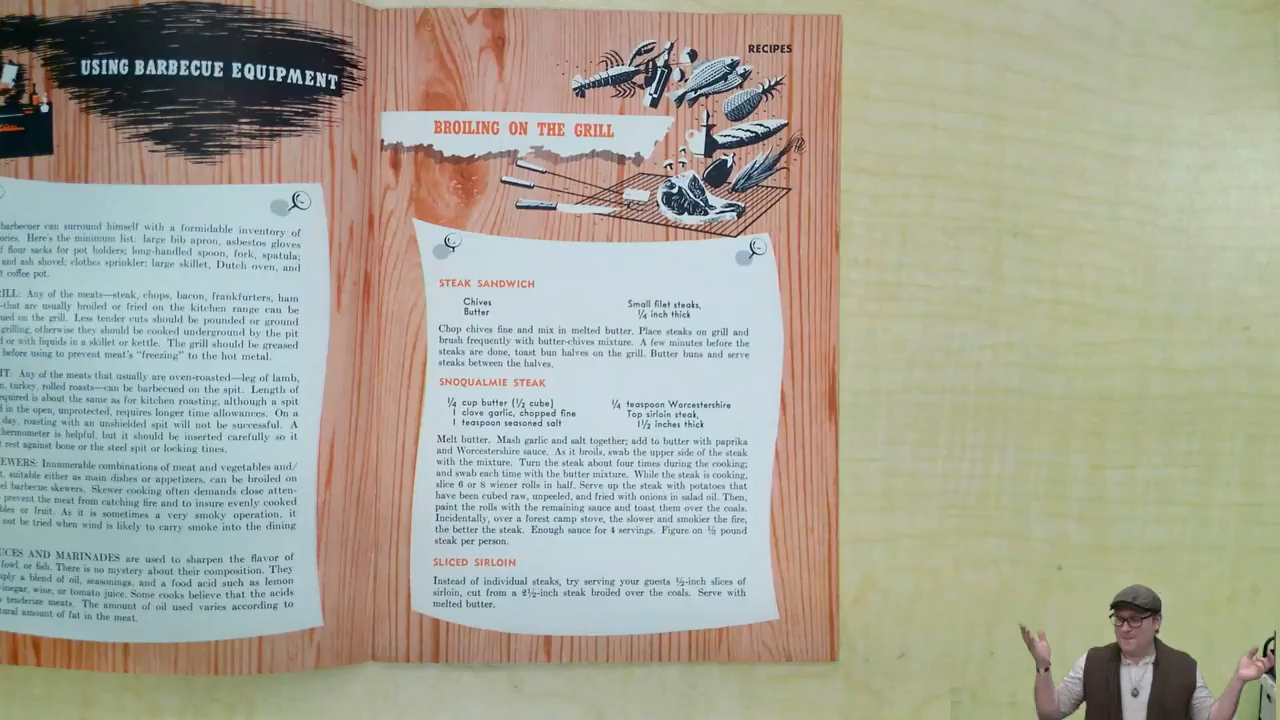 USING BARBECUE EQUIPMENT
barbecuer can surround himself with a formidable inventory of
ories. Here's the minimum list: large bib apron, asbestos gloves
f flour sacks for pot holders; long-handled spoon, fork, spatula;
and ash shovel; clothes sprinkler; large skillet, Dutch oven, and
coffee pot.
RILL: Any of the meats—steak, chops, bacon, frankfurters, ham
—that are usually broiled or fried on the kitchen range can be
ued on the grill. Less tender cuts should be pounded or ground
grilling, otherwise they should be cooked underground by the pit
d or with liquids in a skillet or kettle. The grill should be greased
before using to prevent meat's "freezing" to the hot metal.
IT: Any of the meats that usually are oven-roasted—leg of lamb,
n, turkey, rolled roasts—can be barbecued on the spit. Length of
equired is about the same as for kitchen roasting, although a spit
d in the open, unprotected, requires longer time allowances. On a
day, roasting with an unshielded spit will not be successful. A
thermometer is helpful, but it should be inserted carefully so it
t rest against bone or the steel spit or locking tines.
EWERS: Innumerable combinations of meat and vegetables and/
t, suitable either as main dishes or appetizers, can be broiled on
el barbecue skewers. Skewer cooking often demands close atten-
prevent the meat from catching fire and to insure evenly cooked
bles or fruit. As it is sometimes a very smoky operation, it
not be tried when wind is likely to carry smoke into the dining
UCES AND MARINADES are used to sharpen the flavor of
fowl, or fish. There is no mystery about their composition. They
ply a blend of oil, seasonings, and a food acid such as lemon
vinegar, wine, or tomato juice. Some cooks believe that the acids
tenderize meats. The amount of oil used varies according to
tural amount of fat in the meat.
RECIPES
BROILING ON THE GRILL
STEAK SANDWICH
Chives
Butter
Small filet steaks,
¼ inch thick
Chop chives fine and mix in melted butter. Place steaks on grill and
brush frequently with butter-chives mixture. A few minutes before the
steaks are done, toast bun halves on the grill. Butter buns and serve
steaks between the halves.
SNOQUALMIE STEAK
¼ cup butter (½ cube)
1 clove garlic, chopped fine
1 teaspoon seasoned salt
¼ teaspoon Worcestershire
Top sirloin steak,
1½ inches thick
Melt butter. Mash garlic and salt together; add to butter with paprika
and Worcestershire sauce. As it broils, swab the upper side of the steak
with the mixture. Turn the steak about four times during the cooking;
and swab each time with the butter mixture. While the steak is cooking,
slice 6 or 8 wiener rolls in half. Serve up the steak with potatoes that
have been cubed raw, unpeeled, and fried with onions in salad oil. Then,
paint the rolls with the remaining sauce and toast them over the coals.
Incidentally, over a forest camp stove, the slower and smokier the fire,
the better the steak. Enough sauce for 4 servings. Figure on ½ pound
steak per person.
SLICED SIRLOIN
Instead of individual steaks, try serving your guests ½-inch slices of
sirloin, cut from a 2½-inch steak broiled over the coals. Serve with
melted butter.